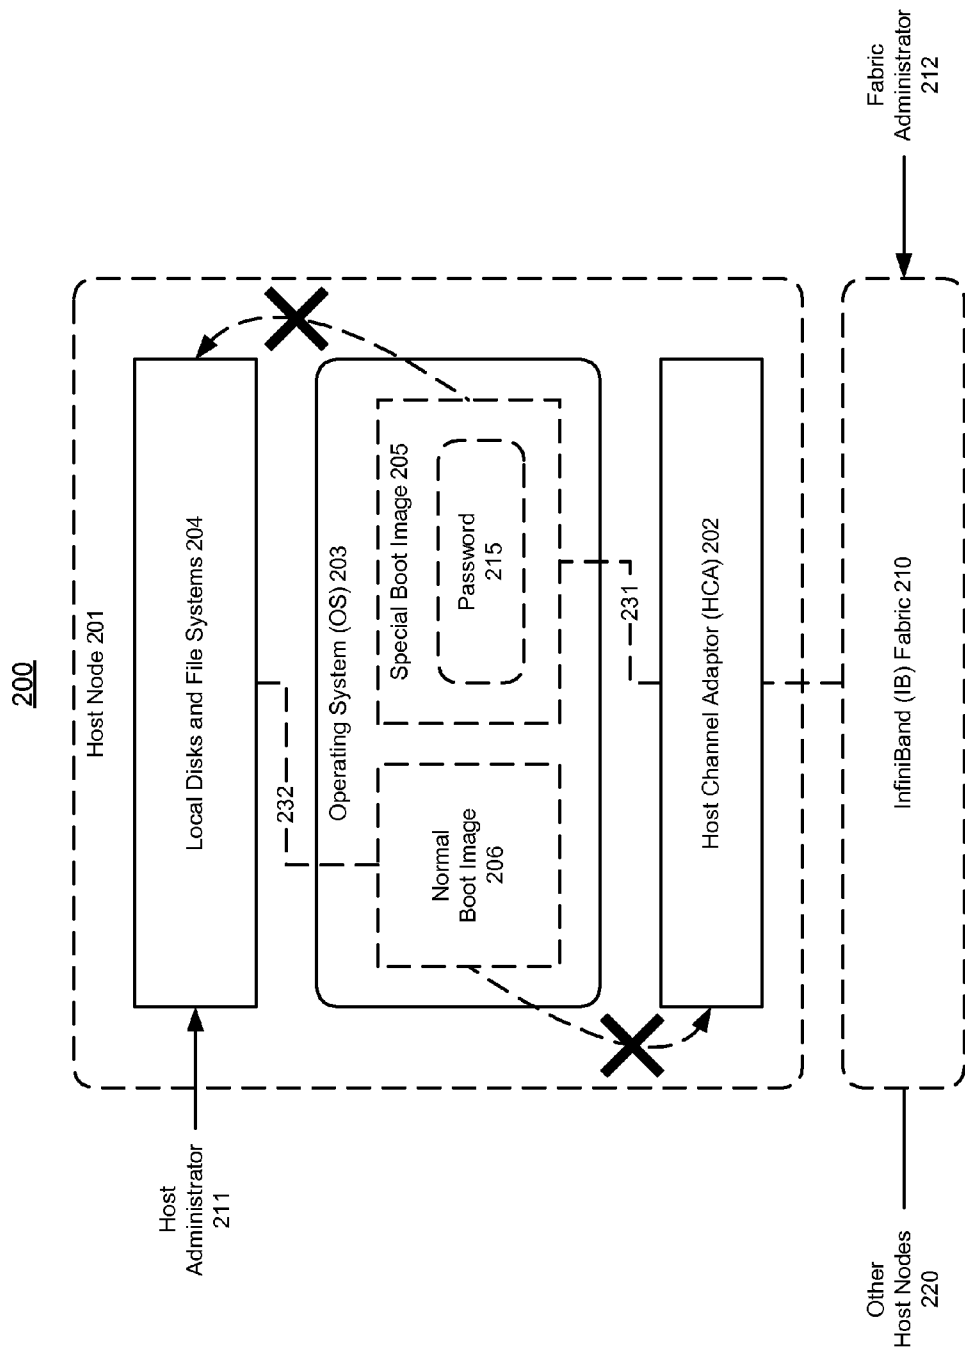 200
Host Node 201
Local Disks and File Systems 204
Host
Administrator
211
232
Operating System (OS) 203
Normal
Boot Image
206
Special Boot Image 205
Password
215
231
Host Channel Adaptor (HCA) 202
InfiniBand (IB) Fabric 210
Other
Host Nodes
220
Fabric
Administrator
212